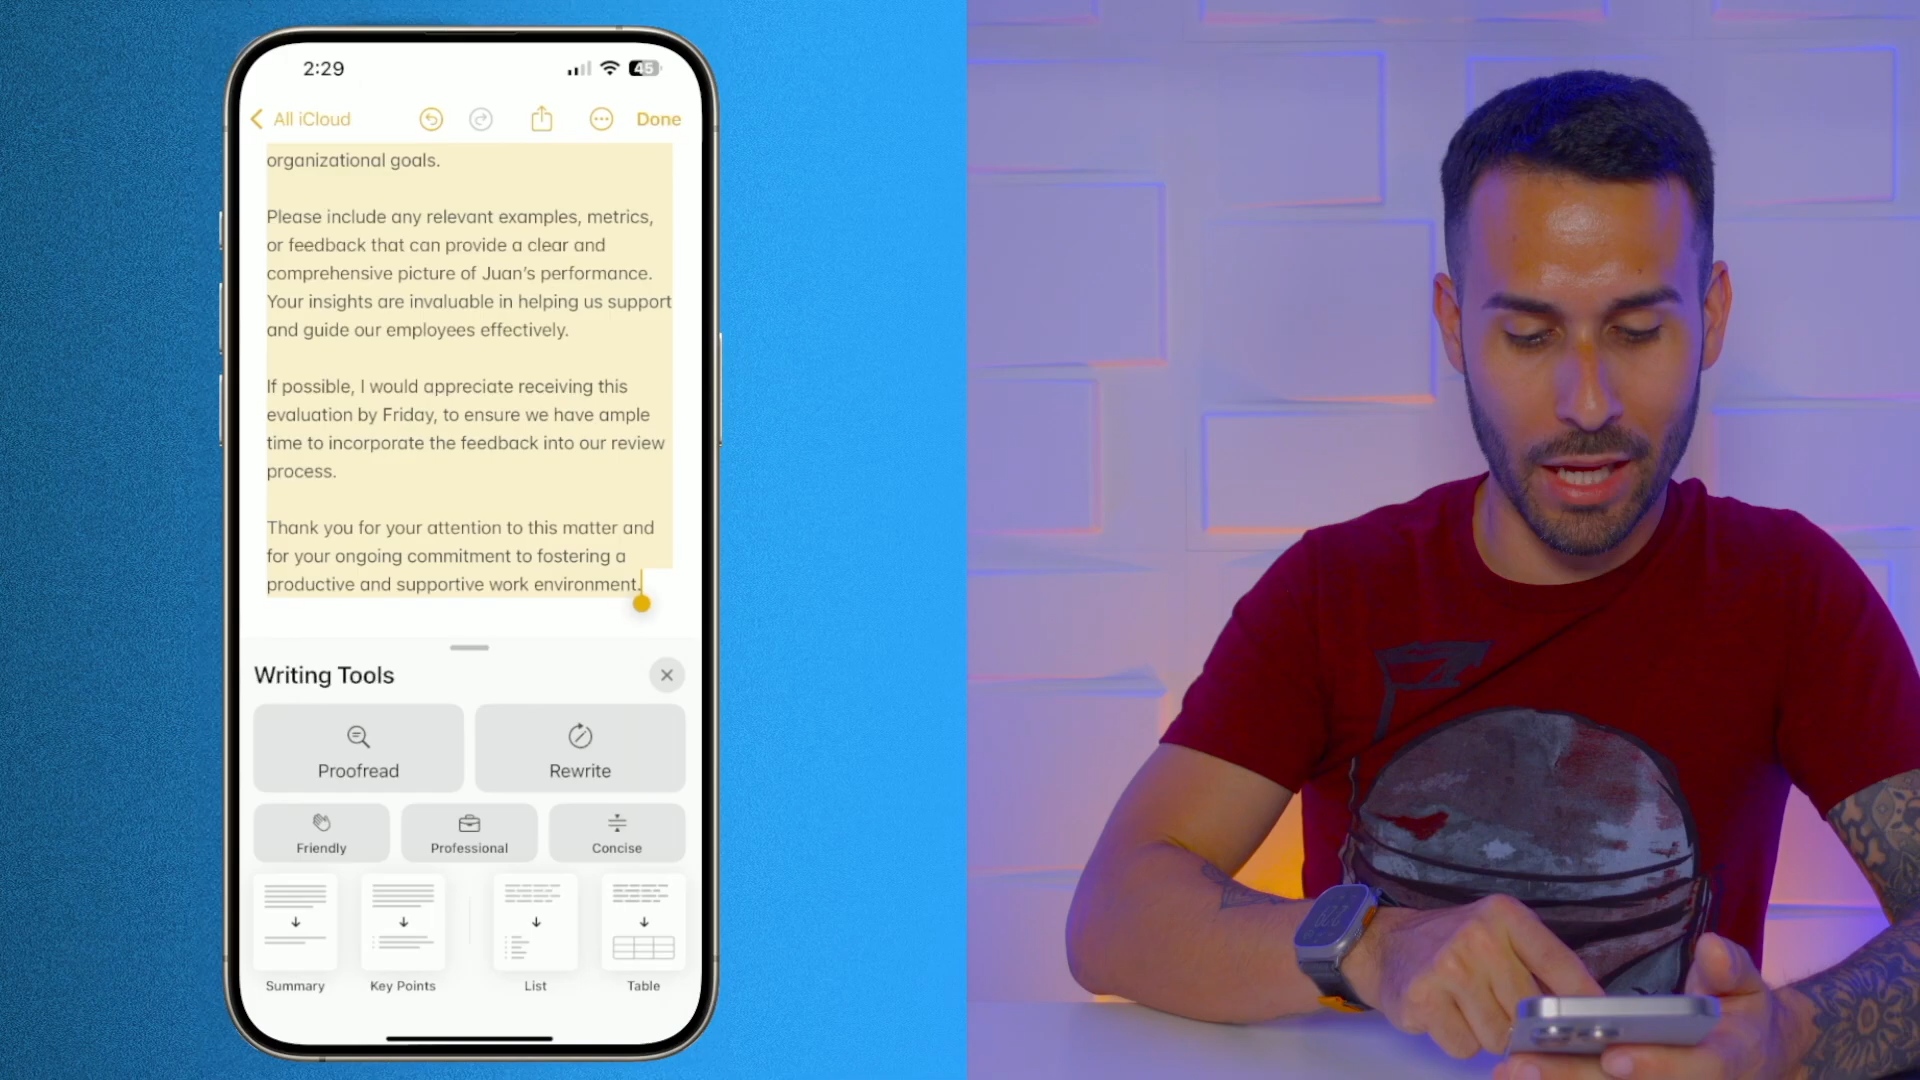 2:29
45
All iCloud
Done
organizational goals.
Please include any relevant examples, metrics,
or feedback that can provide a clear and
comprehensive picture of Juan's performance.
Your insights are invaluable in helping us support
and guide our employees effectively.
If possible, I would appreciate receiving this
evaluation by Friday, to ensure we have ample
time to incorporate the feedback into our review
process.
Thank you for your attention to this matter and
for your ongoing commitment to fostering a
productive and supportive work environment.
Writing Tools
Proofread
Rewrite
Friendly
Professional
Concise
Summary
Key Points
List
Table